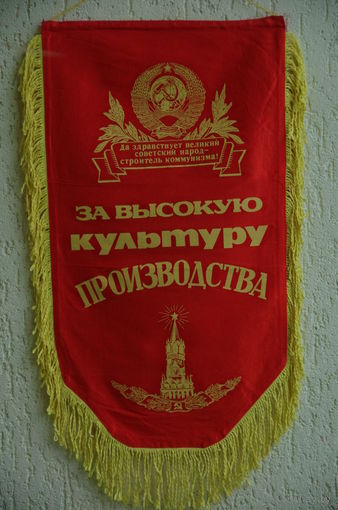 Да здравствует великий
советский народ–
строитель коммунизма!
ЗА ВЫСОКУЮ
КУЛЬТУРУ
ПРОИЗВОДСТВА